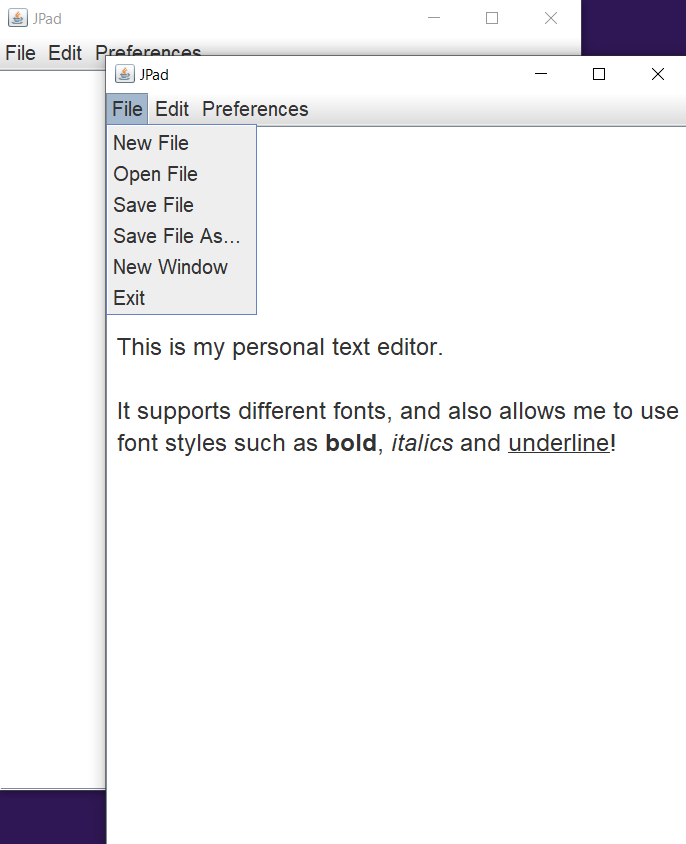 JPad
File Edit Preferences
JPad
File Edit Preferences
New File
Open File
Save File
Save File As...
New Window
Exit
This is my personal text editor.
It supports different fonts, and also allows me to use
font styles such as bold, italics and underline!